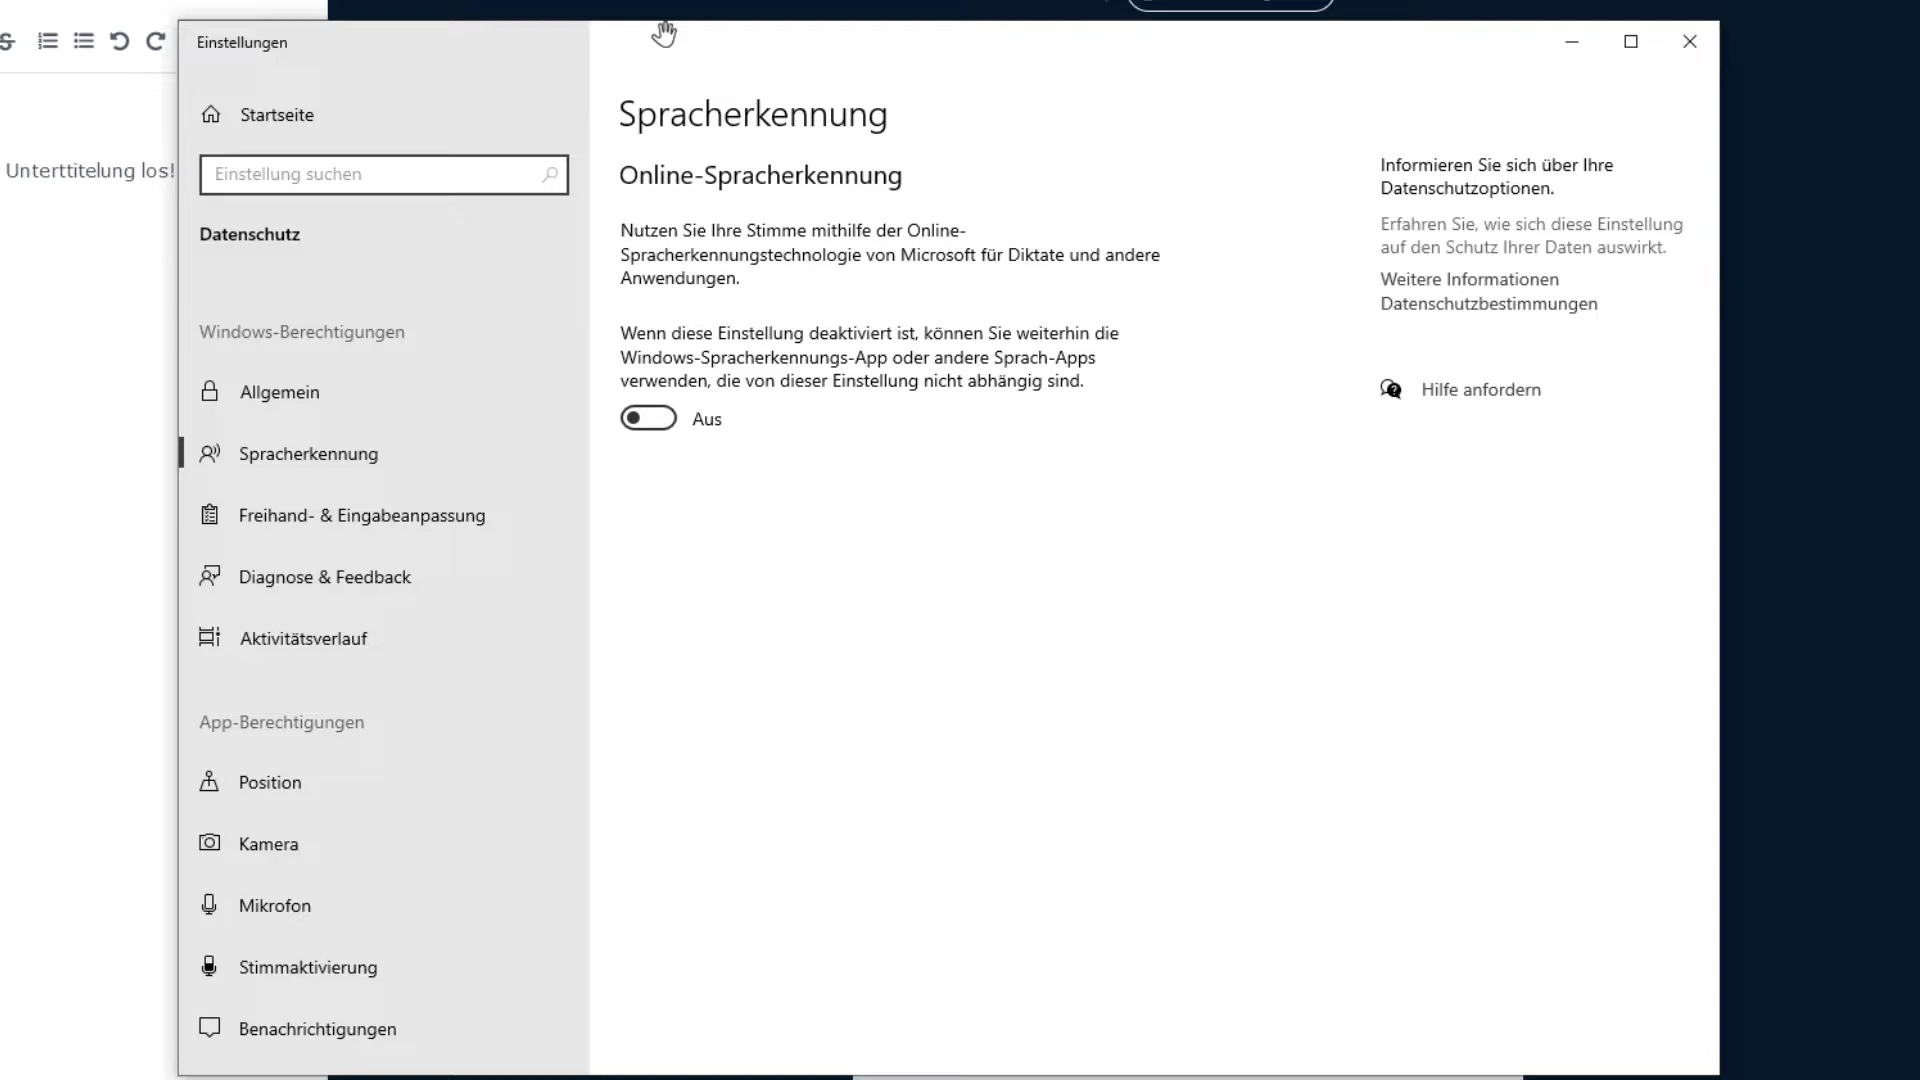 Unterttitelung los!
Einstellungen
Startseite
Einstellung suchen
Datenschutz
Windows-Berechtigungen
Allgemein
Spracherkennung
Freihand- & Eingabeanpassung
Diagnose & Feedback
Aktivitätsverlauf
App-Berechtigungen
Position
Kamera
Mikrofon
Stimmaktivierung
Benachrichtigungen
Spracherkennung
Online-Spracherkennung
Nutzen Sie Ihre Stimme mithilfe der Online-
Spracherkennungstechnologie von Microsoft für Diktate und andere
Anwendungen.
Wenn diese Einstellung deaktiviert ist, können Sie weiterhin die
Windows-Spracherkennungs-App oder andere Sprach-Apps
verwenden, die von dieser Einstellung nicht abhängig sind.
Aus
Informieren Sie sich über Ihre
Datenschutzoptionen.
Erfahren Sie, wie sich diese Einstellung
auf den Schutz Ihrer Daten auswirkt.
Weitere Informationen
Datenschutzbestimmungen
Hilfe anfordern